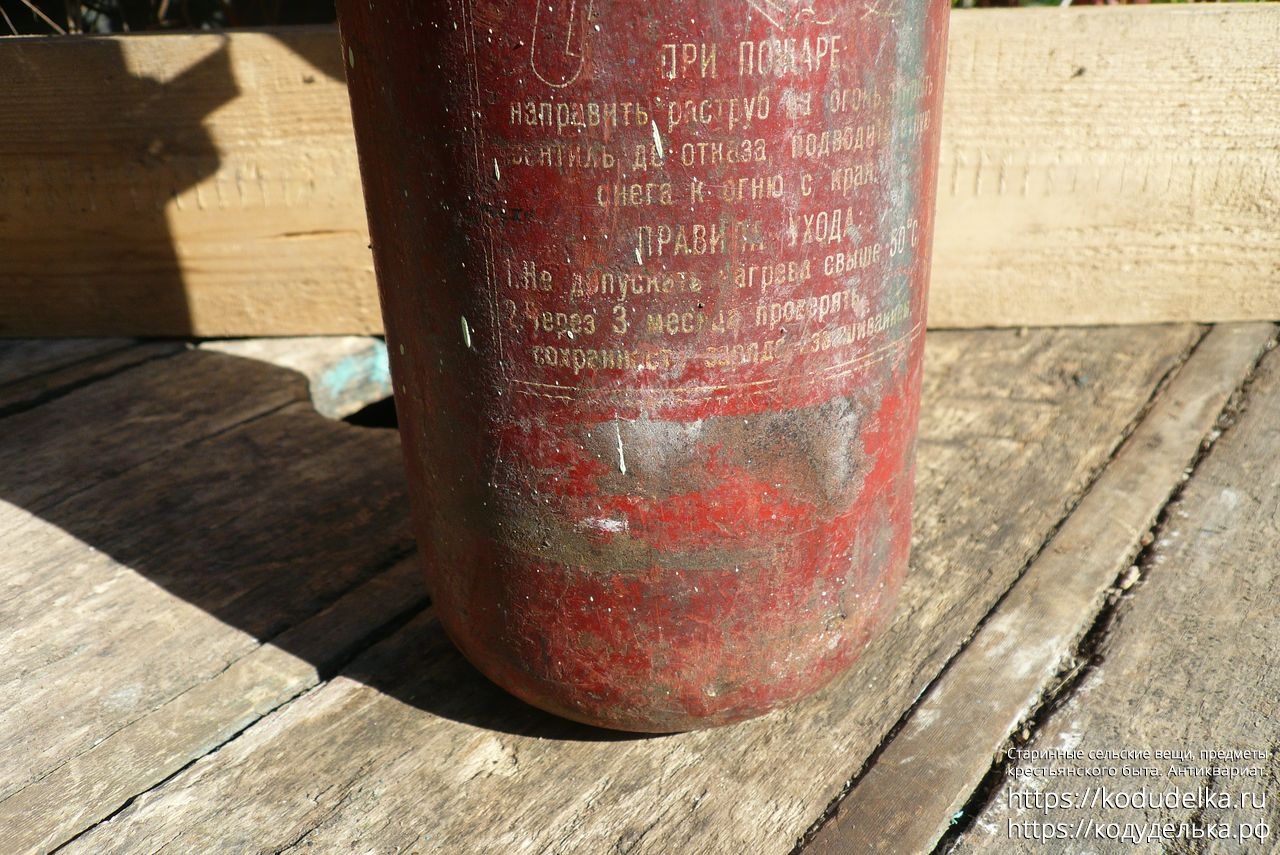 ПРИ ПОЖАРЕ
направить раструб на огонь,
вентиль до отказа,
снега к огню с края.
ПРАВИЛА УХОДА
1. Не допускать нагрева свыше 50°С
2. Через 3 месяца проверять
сохранность заряда взвешиванием
Старинные сельские вещи, предметы
крестьянского быта. Антиквариат
https://kodudelka.ru
https://кодуделька.рф